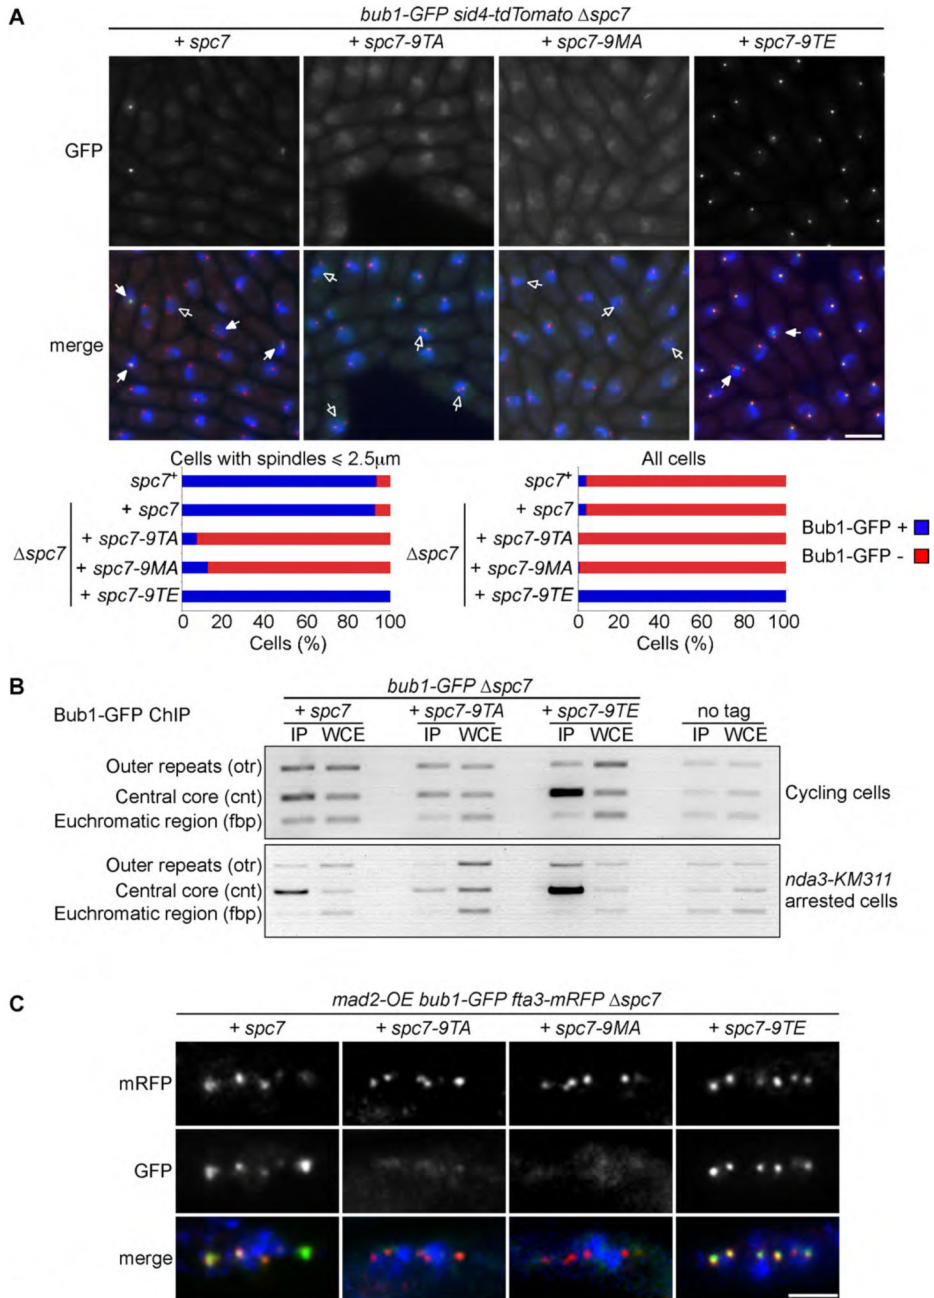 A
bub1-GFP sid4-tdTomato Δspc7
+ spc7 + spc7-9TA + spc7-9MA + spc7-9TE
GFP
merge
Cells with spindles ⩽ 2.5μm
All cells
spc7+
+ spc7
+ spc7-9TA
+ spc7-9MA
+ spc7-9TE
Δspc7
0 20 40 60 80 100
Cells (%)
Δspc7
spc7+
+ spc7
+ spc7-9TA
+ spc7-9MA
+ spc7-9TE
0 20 40 60 80 100
Cells (%)
Bub1-GFP +
Bub1-GFP -
B
bub1-GFP Δspc7
Bub1-GFP ChIP
+ spc7 + spc7-9TA + spc7-9TE no tag
IP WCE IP WCE IP WCE IP WCE
Outer repeats (otr)
Central core (cnt)
Euchromatic region (fbp)
Cycling cells
Outer repeats (otr)
Central core (cnt)
Euchromatic region (fbp)
nda3-KM311
arrested cells
C
mad2-OE bub1-GFP fta3-mRFP Δspc7
+ spc7 + spc7-9TA + spc7-9MA + spc7-9TE
mRFP
GFP
merge